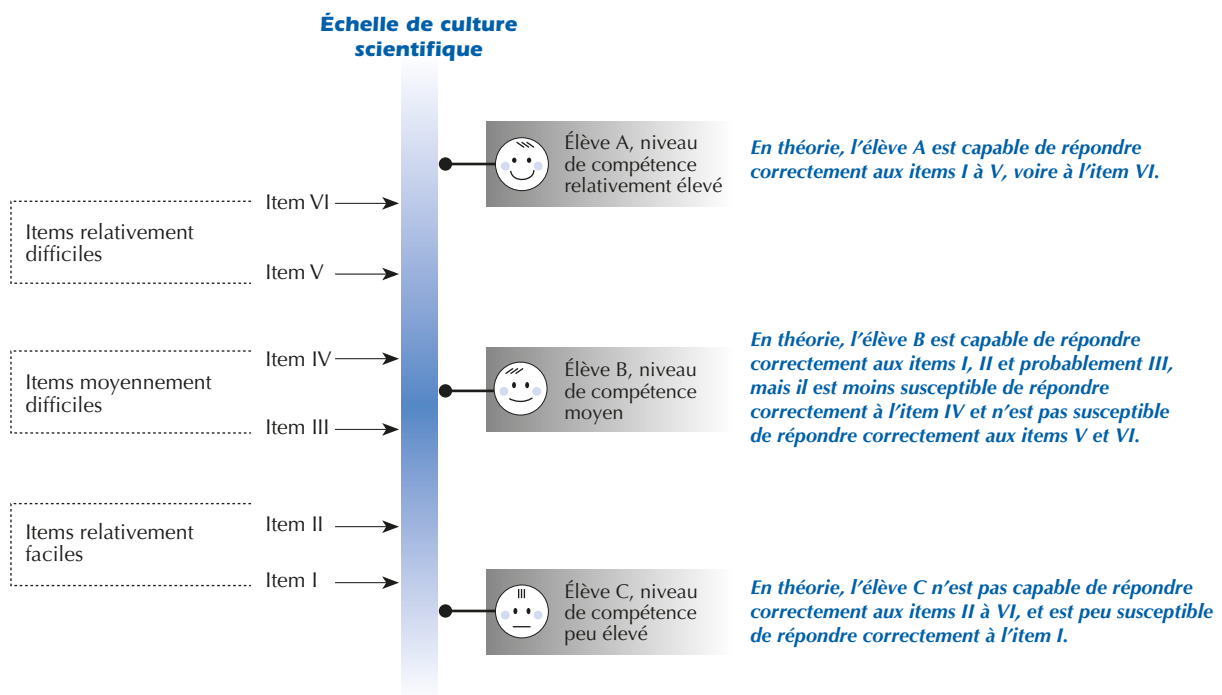 Échelle de culture
scientifique
Élève A, niveau
de compétence
relativement élevé
En théorie, l'élève A est capable de répondre
correctement aux items I à V, voire à l'item VI.
Items relativement
difficiles
Item VI
Item V
Items moyennement
difficiles
Item IV
Item III
Élève B, niveau
de compétence
moyen
En théorie, l'élève B est capable de répondre
correctement aux items I, II et probablement III,
mais il est moins susceptible de répondre
correctement à l'item IV et n'est pas susceptible
de répondre correctement aux items V et VI.
Items relativement
faciles
Item II
Item I
Élève C, niveau
de compétence
peu élevé
En théorie, l'élève C n'est pas capable de répondre
correctement aux items II à VI, et est peu susceptible
de répondre correctement à l'item I.